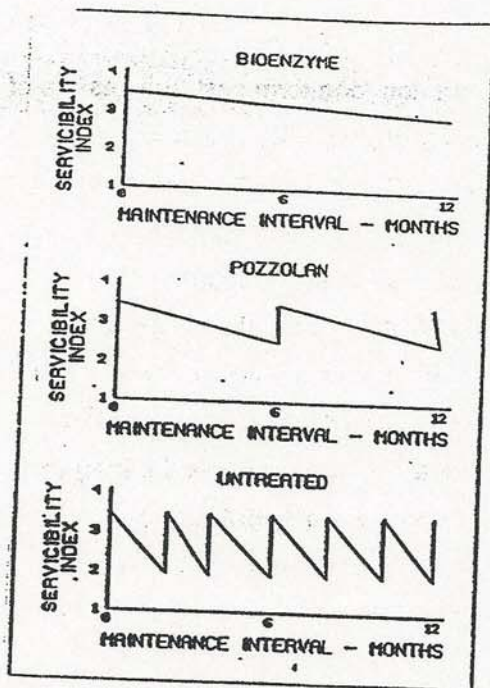 BIOENZYME
SERVICIBILITY
INDEX
4
3
2
1
0 6 12
MAINTENANCE INTERVAL — MONTHS
POZZOLAN
SERVICIBILITY
INDEX
4
3
2
1
0 6 12
MAINTENANCE INTERVAL — MONTHS
UNTREATED
SERVICIBILITY
INDEX
4
3
2
1
0 6 12
MAINTENANCE INTERVAL — MONTHS
4